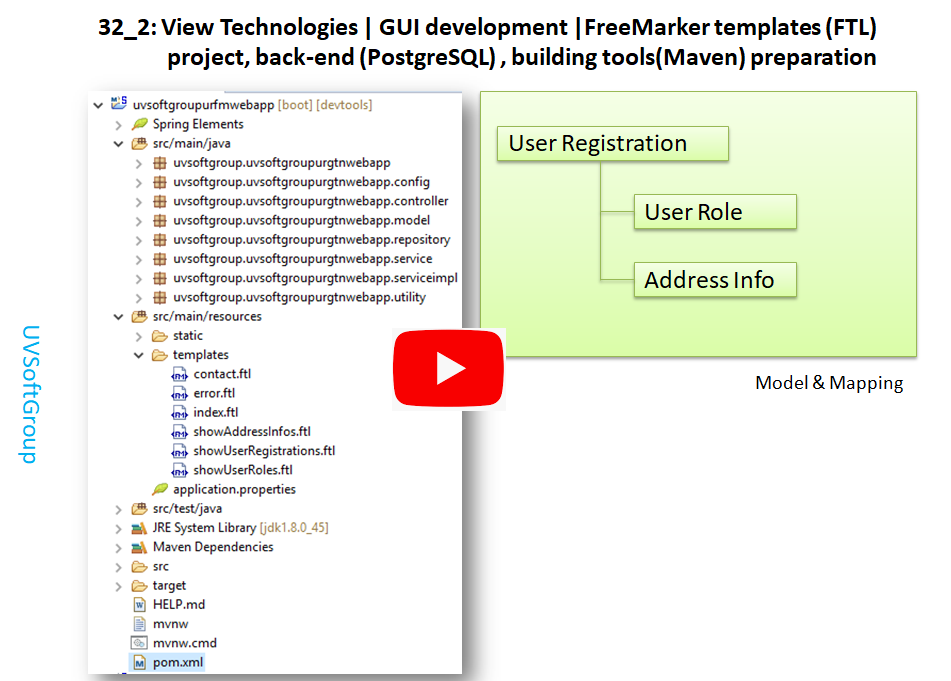 32_2: View Technologies | GUI development |FreeMarker templates (FTL)
project, back-end (PostgreSQL) , building tools(Maven) preparation
uvsoftgroupurfmwebapp [boot] [devtools]
Spring Elements
src/main/java
uvsoftgroup.uvsoftgroupurgtnwebapp
uvsoftgroup.uvsoftgroupurgtnwebapp.config
uvsoftgroup.uvsoftgroupurgtnwebapp.controller
uvsoftgroup.uvsoftgroupurgtnwebapp.model
uvsoftgroup.uvsoftgroupurgtnwebapp.repository
uvsoftgroup.uvsoftgroupurgtnwebapp.service
uvsoftgroup.uvsoftgroupurgtnwebapp.serviceimpl
uvsoftgroup.uvsoftgroupurgtnwebapp.utility
src/main/resources
static
templates
contact.ftl
error.ftl
index.ftl
showAddressInfos.ftl
showUserRegistrations.ftl
showUserRoles.ftl
application.properties
src/test/java
JRE System Library [jdk1.8.0_45]
Maven Dependencies
src
target
HELP.md
mvnw
mvnw.cmd
pom.xml
User Registration
User Role
Address Info
Model & Mapping
UVSoftGroup